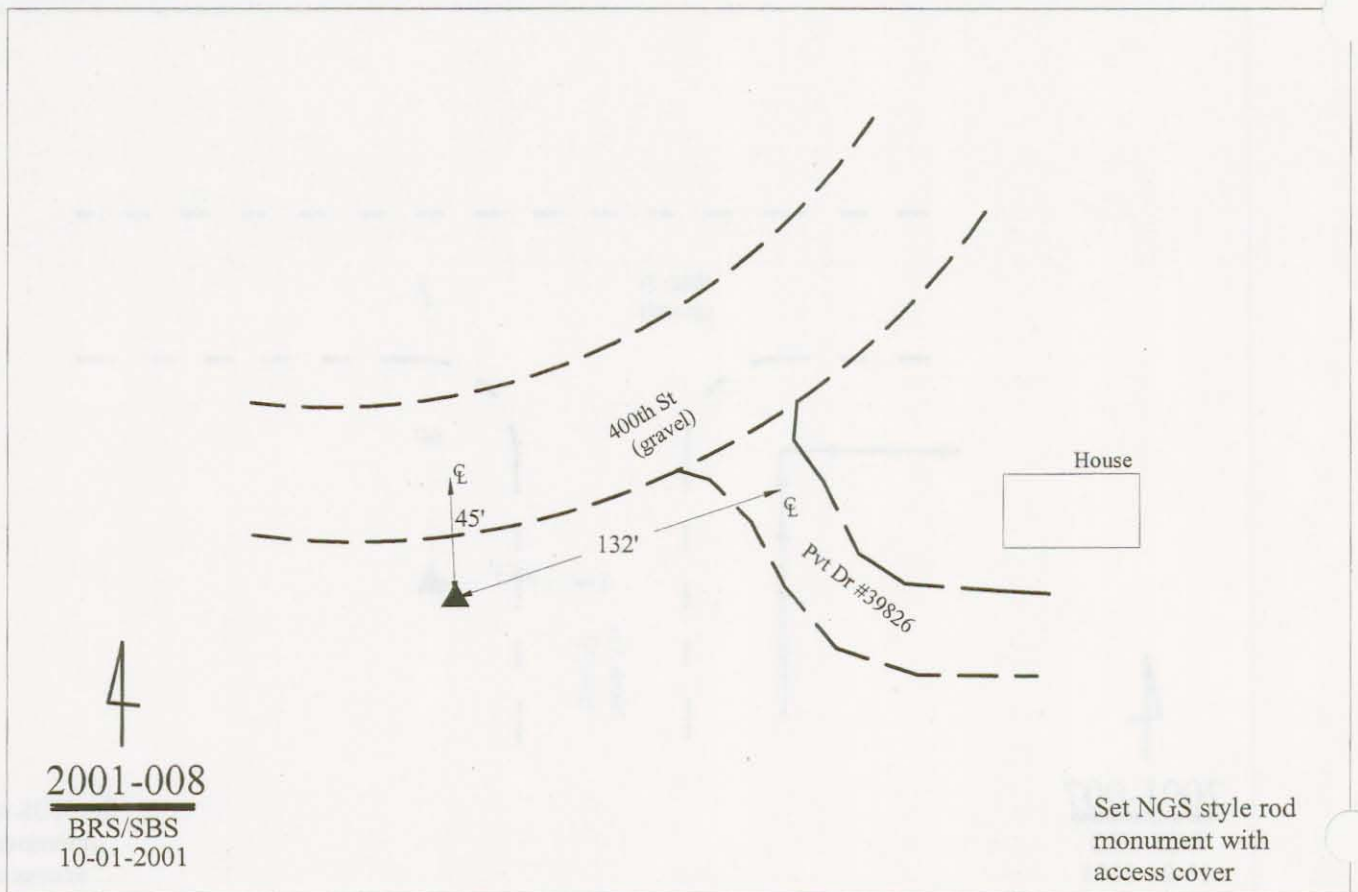 400th St
(gravel)
House
℄
45'
℄
132'
Pvt Dr #39826
2001-008
BRS/SBS
10-01-2001
Set NGS style rod
monument with
access cover